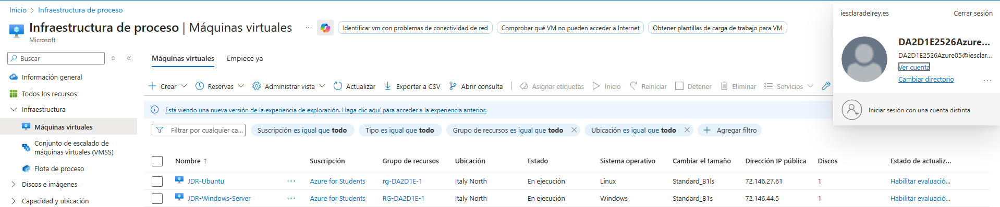 Inicio > Infraestructura de proceso
Infraestructura de proceso | Máquinas virtuales ...
Microsoft
Identificar vm con problemas de conectividad de red
Comprobar qué VM no pueden acceder a Internet
Obtener plantillas de carga de trabajo para VM
iesclaradelrey.es
Cerrar sesión
DA2D1E2526Azure...
DA2D1E2526Azure05@iesclar...
Ver cuenta
Cambiar directorio
...
Iniciar sesión con una cuenta distinta
Buscar
Información general
Todos los recursos
Infraestructura
Máquinas virtuales
Conjunto de escalado de
máquinas virtuales (VMSS)
Flota de proceso
Discos e imágenes
Capacidad y ubicación
Máquinas virtuales Empiece ya
Crear Reservas Administrar vista Actualizar Exportar a CSV Abrir consulta | Asignar etiquetas Inicio Reiniciar Detener Eliminar Servicios
Está viendo una nueva versión de la experiencia de exploración. Haga clic aquí para acceder a la experiencia anterior.
Filtrar por cualquier ca... Suscripción es igual que todo Tipo es igual que todo Grupo de recursos es igual que todo Ubicación es igual que todo Agregar filtro
Nombre ↑ Suscripción Grupo de recursos Ubicación Estado Sistema operativo Cambiar el tamaño Dirección IP pública Discos Estado de actualiz...
JDR-Ubuntu ... Azure for Students rg-DA2D1E-1 Italy North En ejecución Linux Standard_B1ls 72.146.27.61 1 Habilitar evaluació...
JDR-Windows-Server ... Azure for Students RG-DA2D1E-1 Italy North En ejecución Windows Standard_B1s 72.146.44.5 1 Habilitar evaluació...